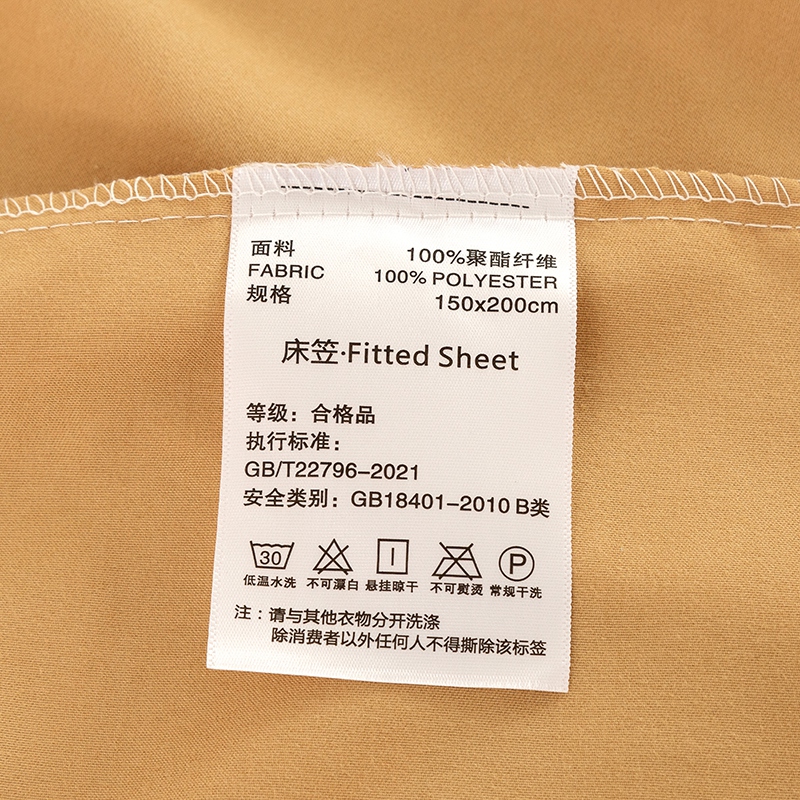 面料 100%聚酯纤维
FABRIC 100% POLYESTER
规格 150x200cm
床笠·Fitted Sheet
等级：合格品
执行标准：
GB/T22796-2021
安全类别：GB18401-2010 B类
30 P
低温水洗 不可漂白 悬挂晾干 不可熨烫 常规干洗
注：请与其他衣物分开洗涤
除消费者以外任何人不得撕除该标签